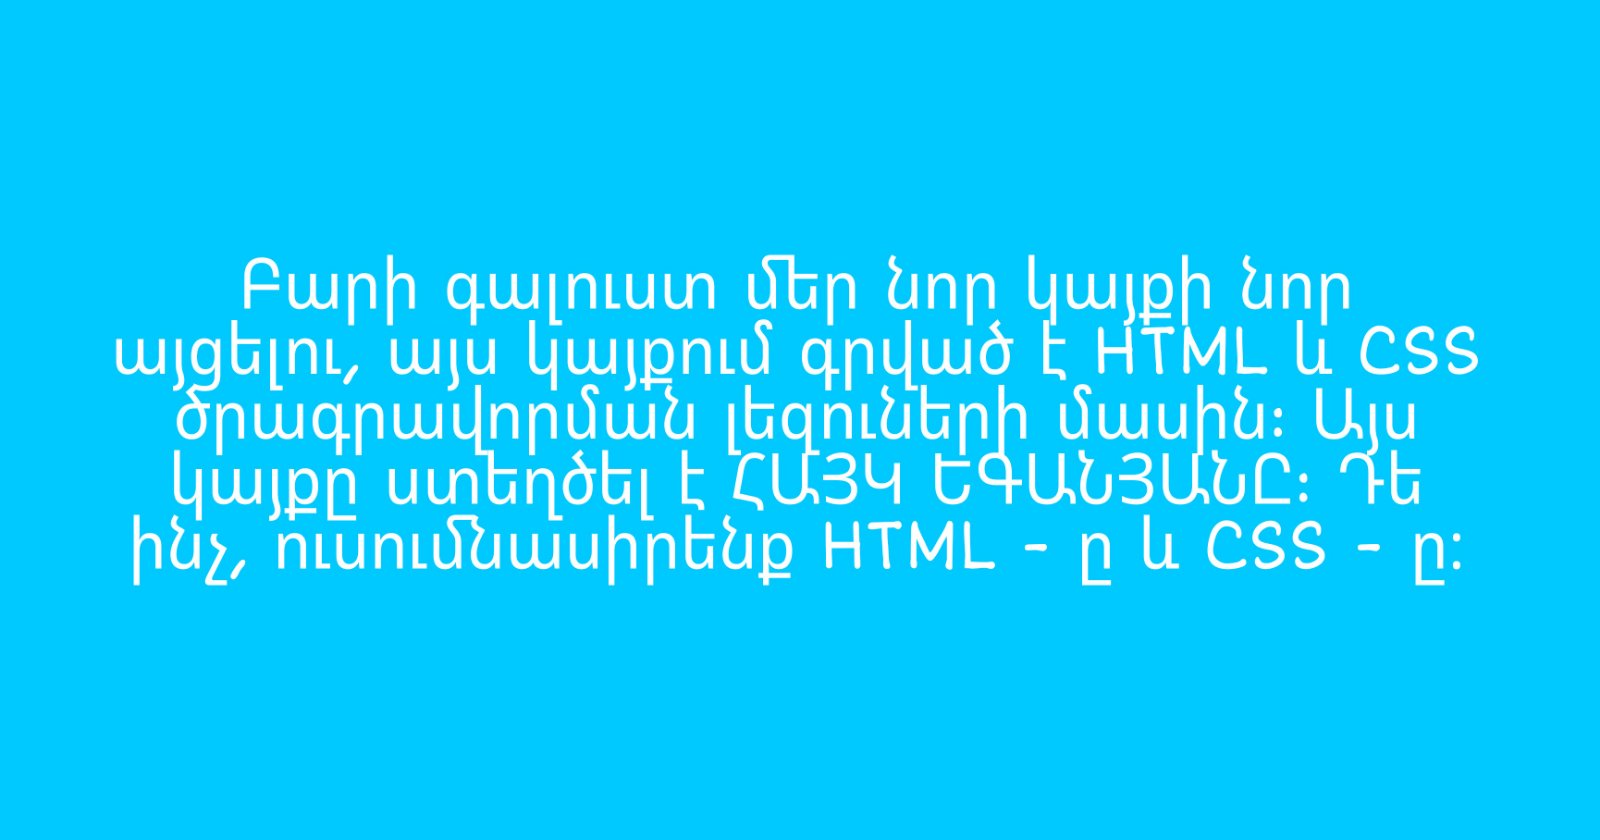 Բարի գալուստ մեր նոր կայքի նոր
այցելու, այս կայքում գրված է HTML և CSS
ծրագրավորման լեզուների մասին: Այս
կայքը ստեղծել է ՀԱՅԿ ԵԳԱՆՅԱՆԸ: Դե
ինչ, ուսումնասիրենք HTML - ը և CSS - ը: